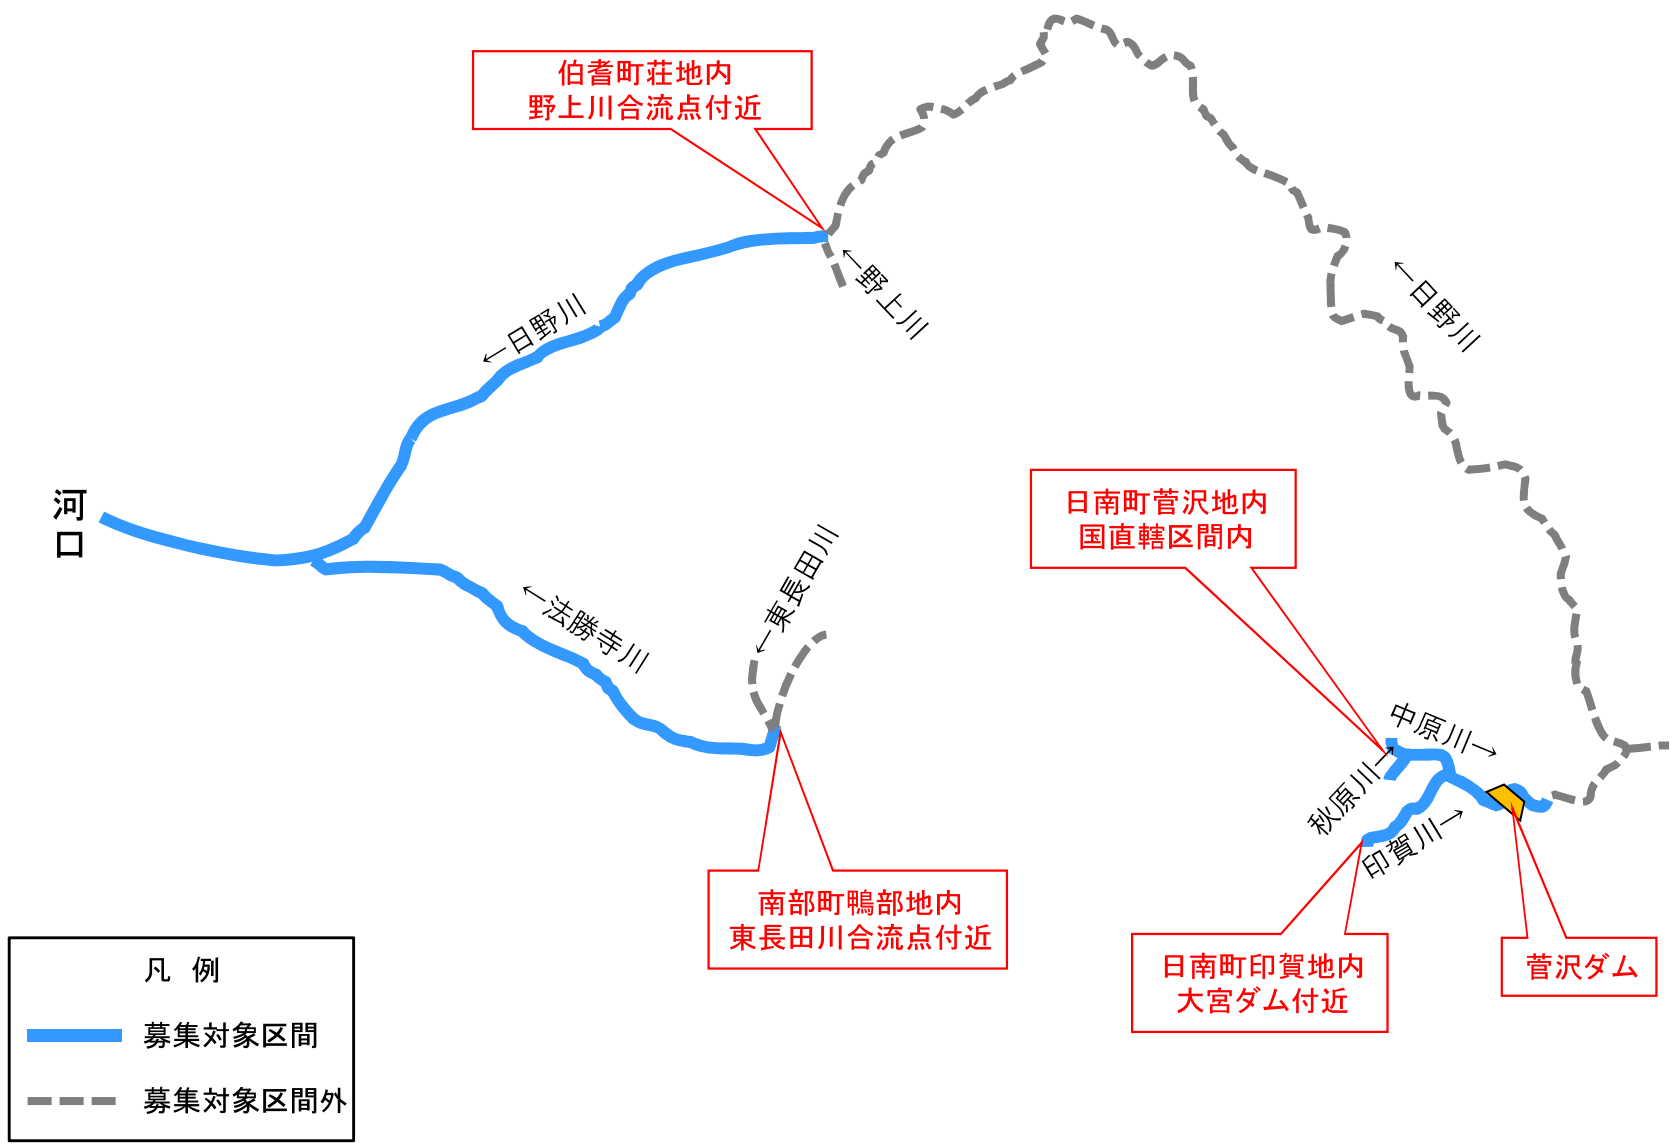 伯耆町荘地内
野上川合流点付近
←野上川
←日野川
←日野川
河
口
日南町菅沢地内
国直轄区間内
←東長田川
←法勝寺川
中原川→
秋原川→
印賀川→
南部町鴨部地内
東長田川合流点付近
日南町印賀地内
大宮ダム付近
菅沢ダム
凡 例
募集対象区間
募集対象区間外